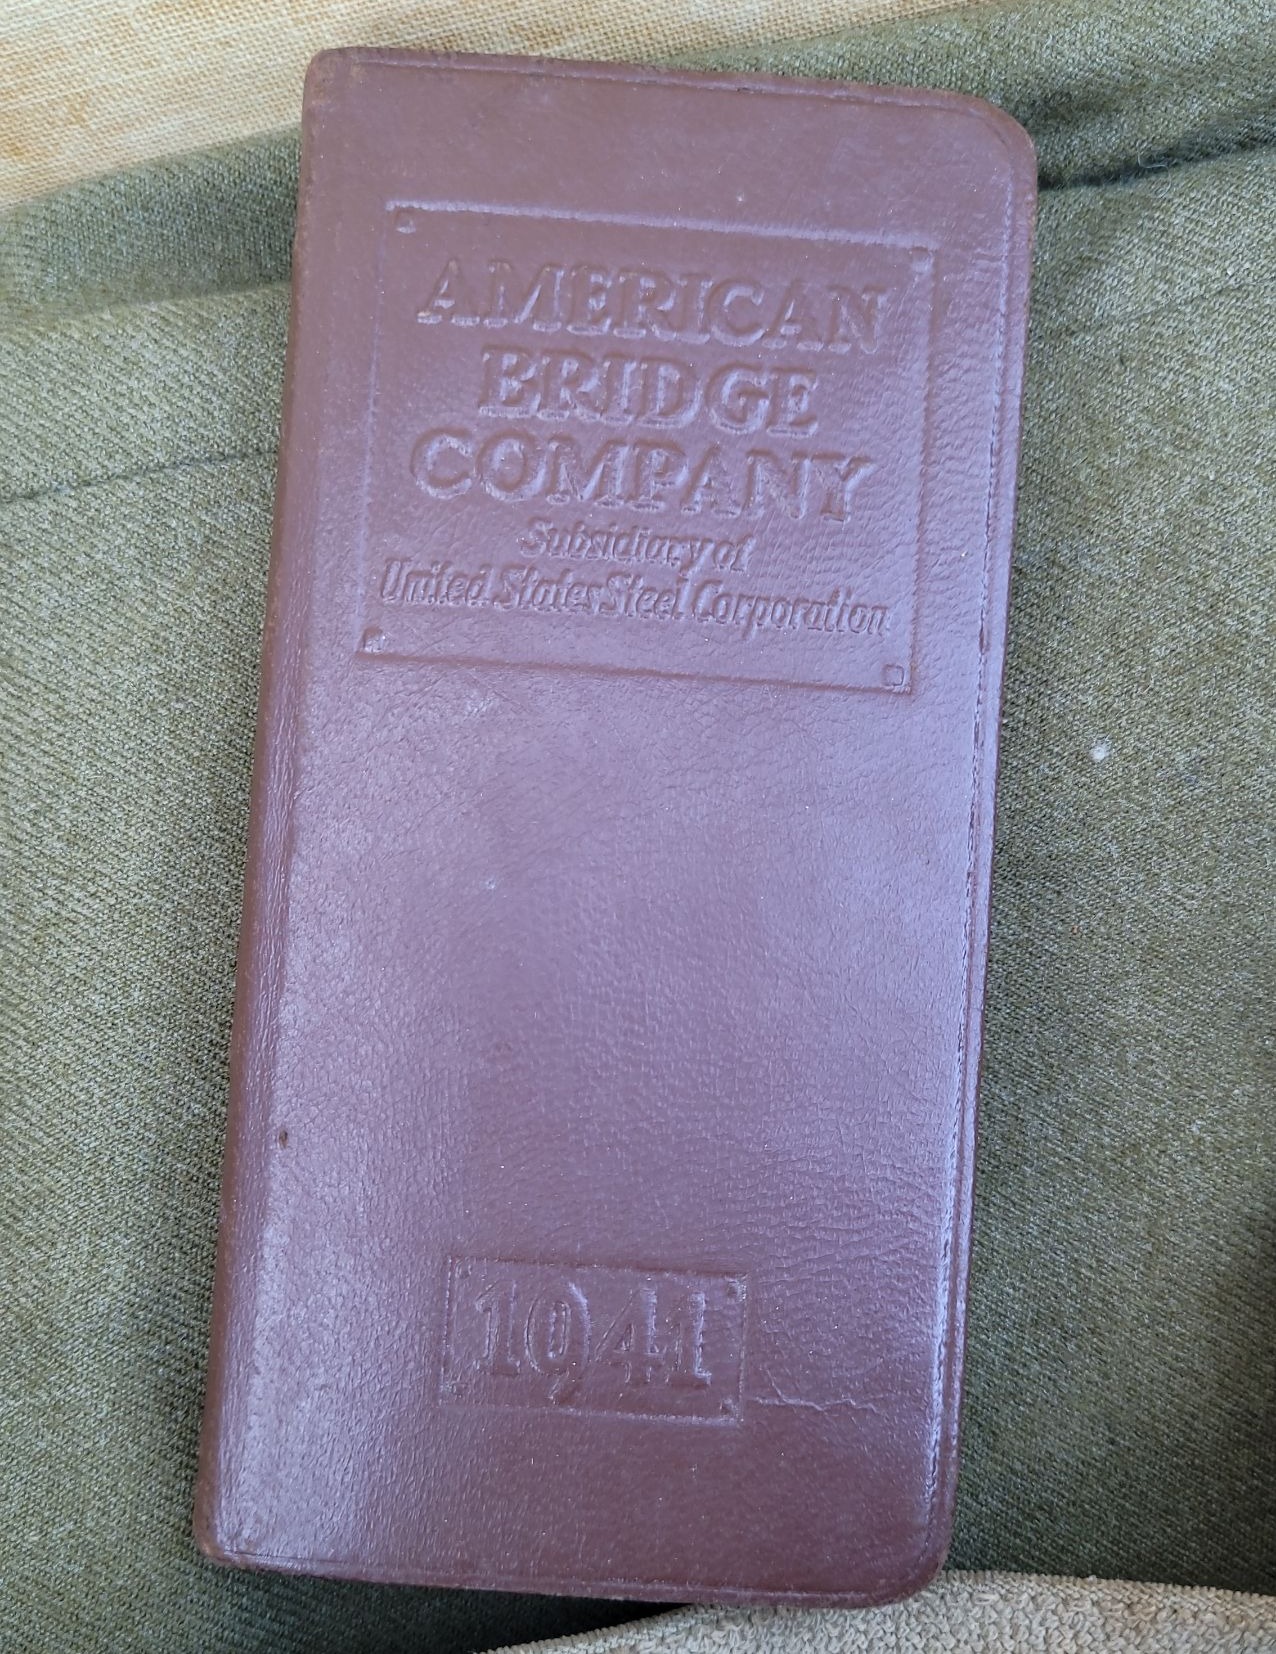 AMERICAN
BRIDGE
COMPANY
Subsidiary of
United States Steel Corporation
1941